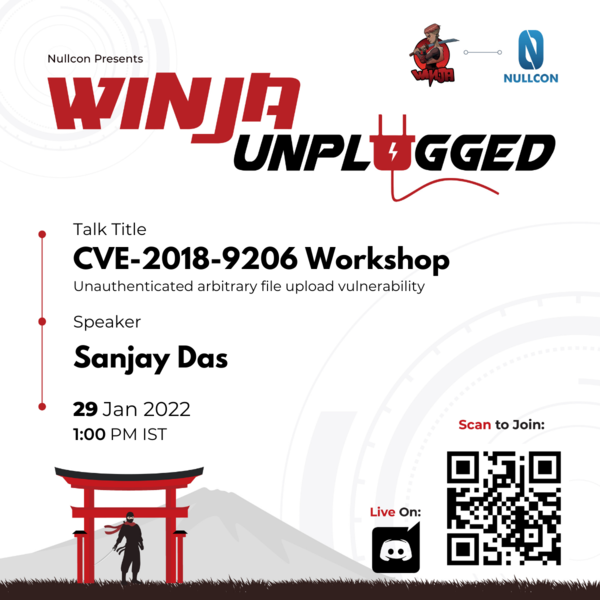 Nullcon Presents
WINJA
NULLCON
WINJA
UNPLUGGED
Talk Title
CVE-2018-9206 Workshop
Unauthenticated arbitrary file upload vulnerability
Speaker
Sanjay Das
29 Jan 2022
1:00 PM IST
Scan to Join:
Live On: